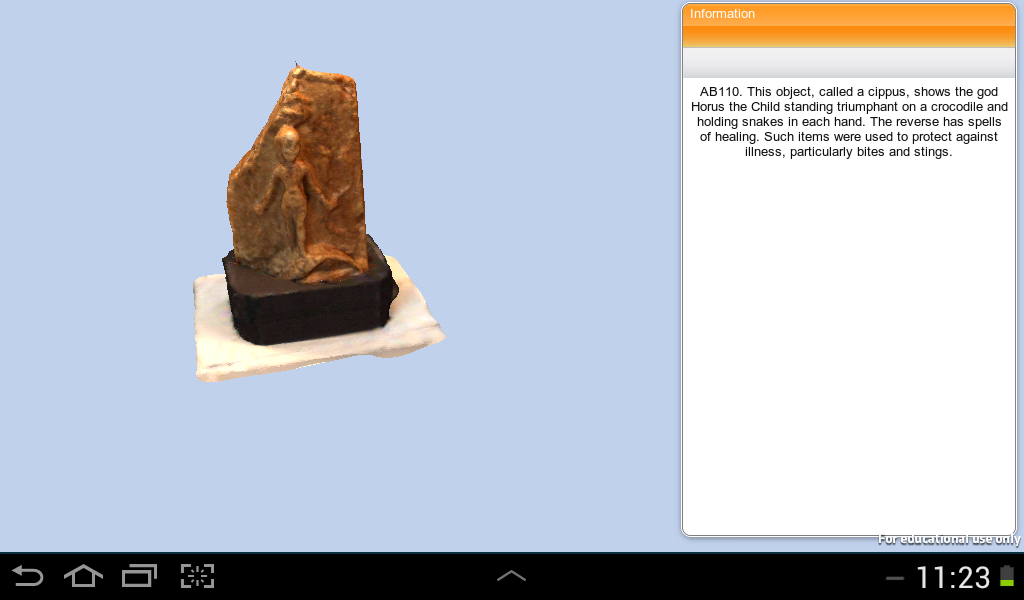 Information
AB110. This object, called a cippus, shows the god
Horus the Child standing triumphant on a crocodile and
holding snakes in each hand. The reverse has spells
of healing. Such items were used to protect against
illness, particularly bites and stings.
For educational use only
11:23